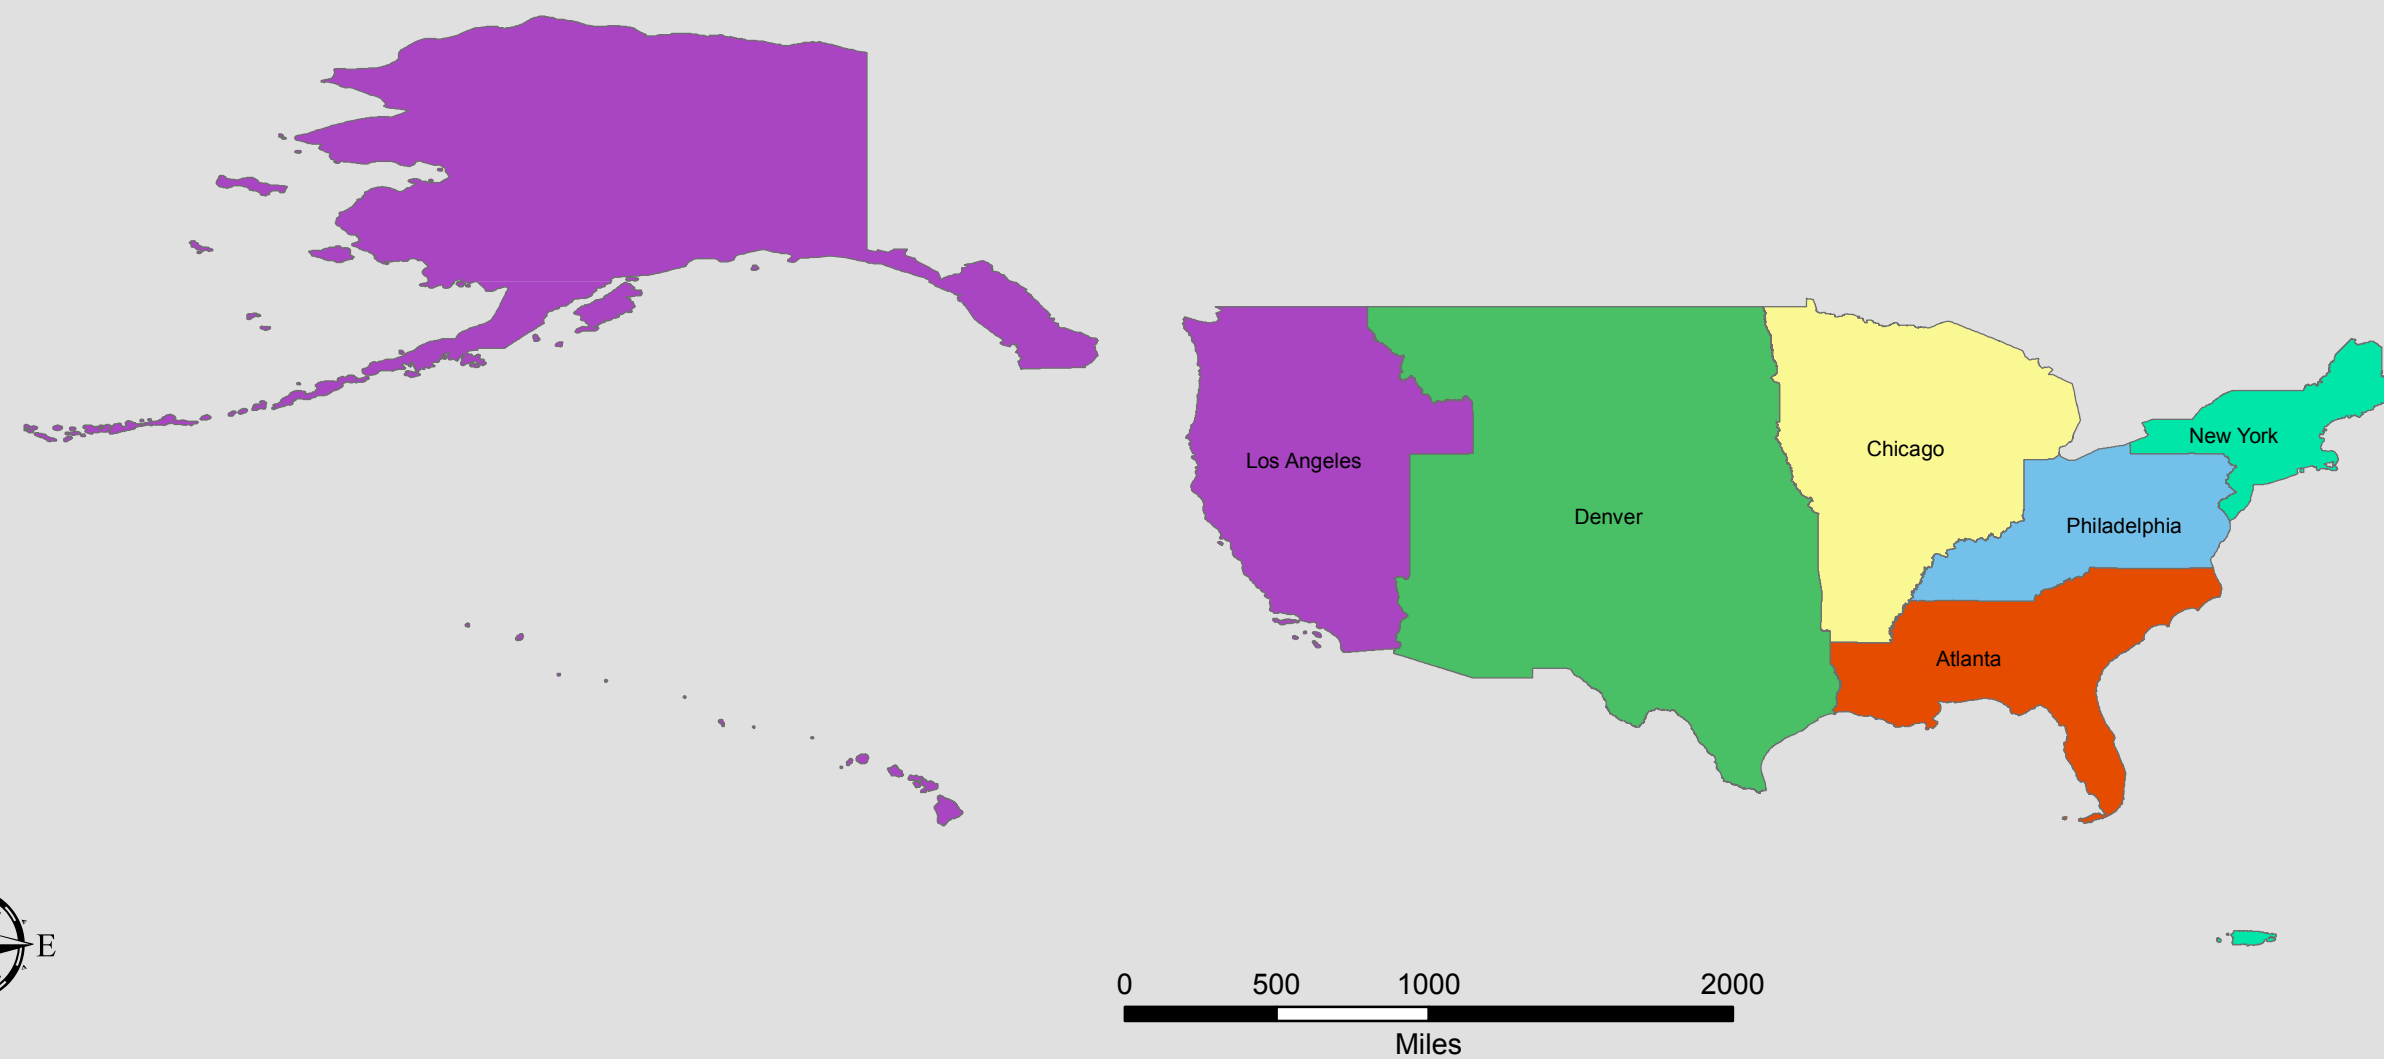 New York
Chicago
Los Angeles
Denver
Philadelphia
Atlanta
E
0 500 1000 2000
Miles